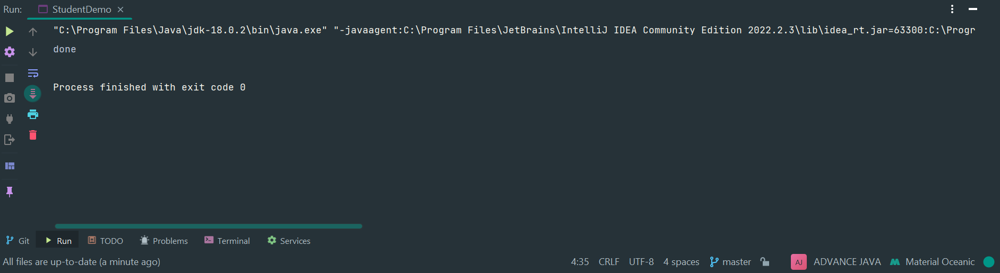 Run: StudentDemo
"C:\Program Files\Java\jdk-18.0.2\bin\java.exe" "-javaagent:C:\Program Files\JetBrains\IntelliJ IDEA Community Edition 2022.2.3\lib\idea_rt.jar=63300:C:\Progr
done
Process finished with exit code 0
Git Run TODO Problems Terminal Services
All files are up-to-date (a minute ago) 4:35 CRLF UTF-8 4 spaces master AJ ADVANCE JAVA Material Oceanic